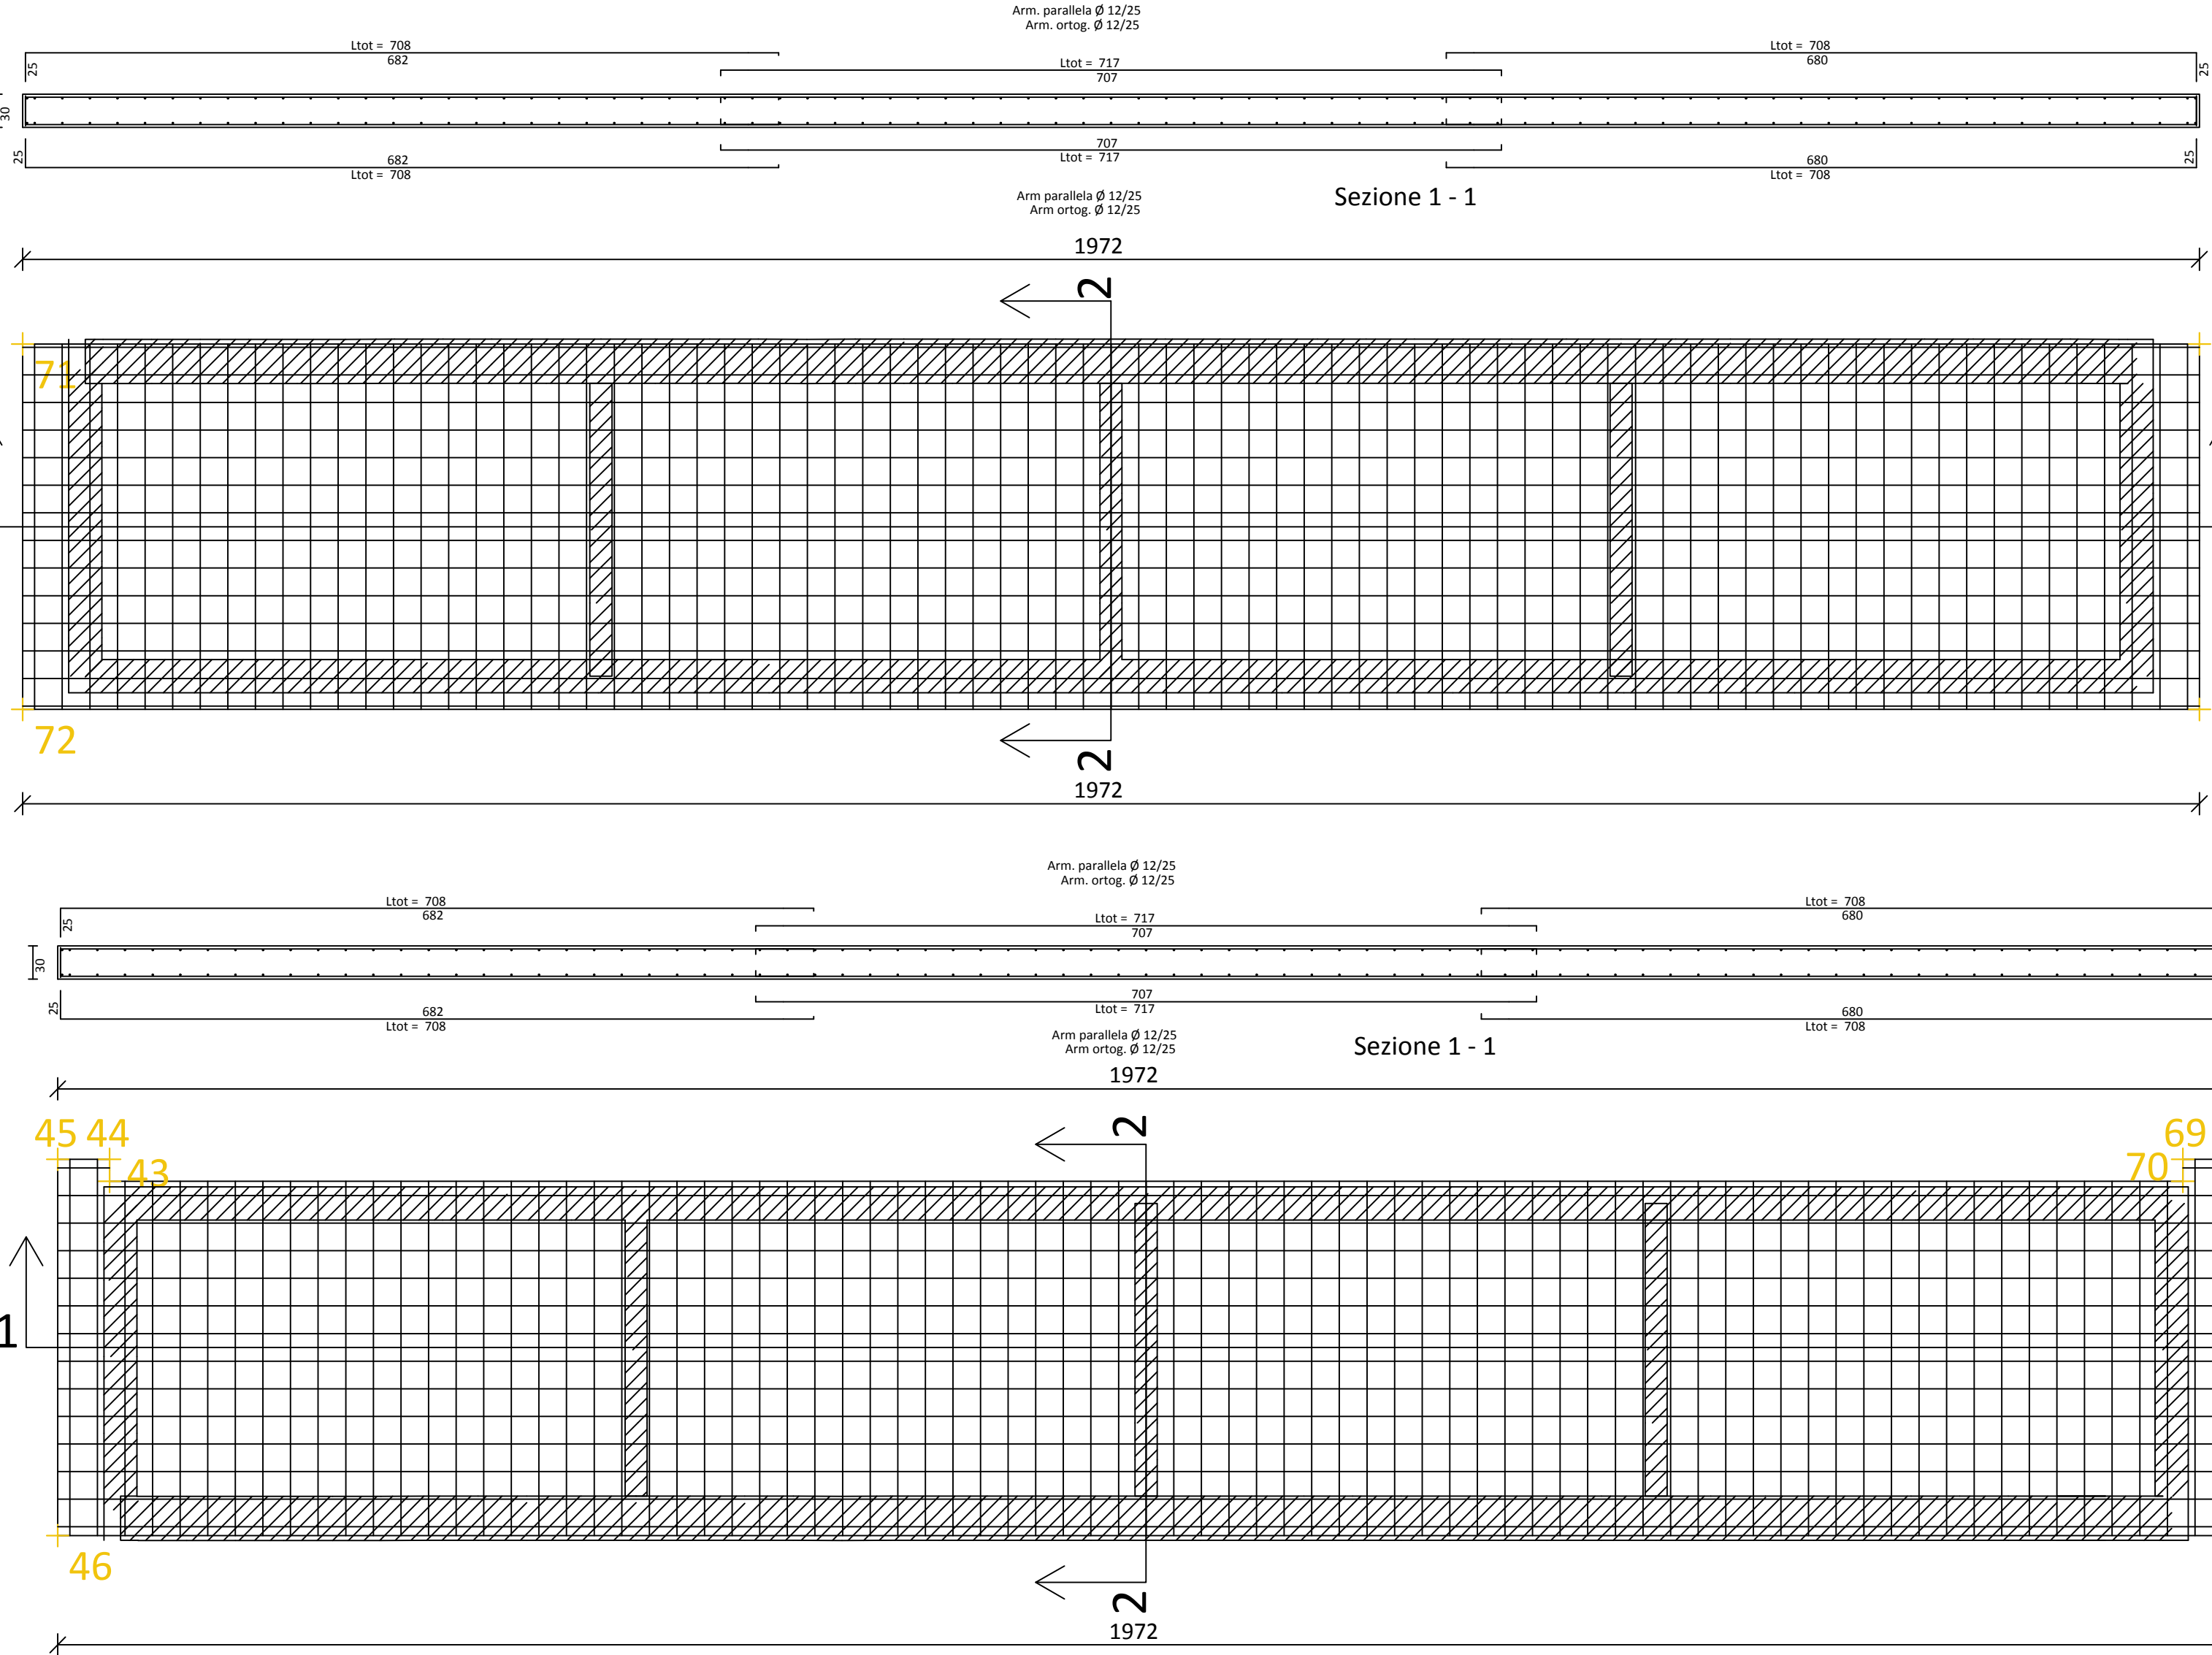 Arm. parallela Ø 12/25
Arm. ortog. Ø 12/25
Ltot = 708
682
25
Ltot = 717
707
Ltot = 708
680
25
30
25
682
Ltot = 708
707
Ltot = 717
680
Ltot = 708
25
Arm parallela Ø 12/25
Arm ortog. Ø 12/25
Sezione 1 - 1
1972
2
71
72
2
1972
Arm. parallela Ø 12/25
Arm. ortog. Ø 12/25
Ltot = 708
682
25
Ltot = 717
707
Ltot = 708
680
30
25
682
Ltot = 708
707
Ltot = 717
680
Ltot = 708
Arm parallela Ø 12/25
Arm ortog. Ø 12/25
Sezione 1 - 1
1972
2
45 44
43
69
70
1
46
2
1972